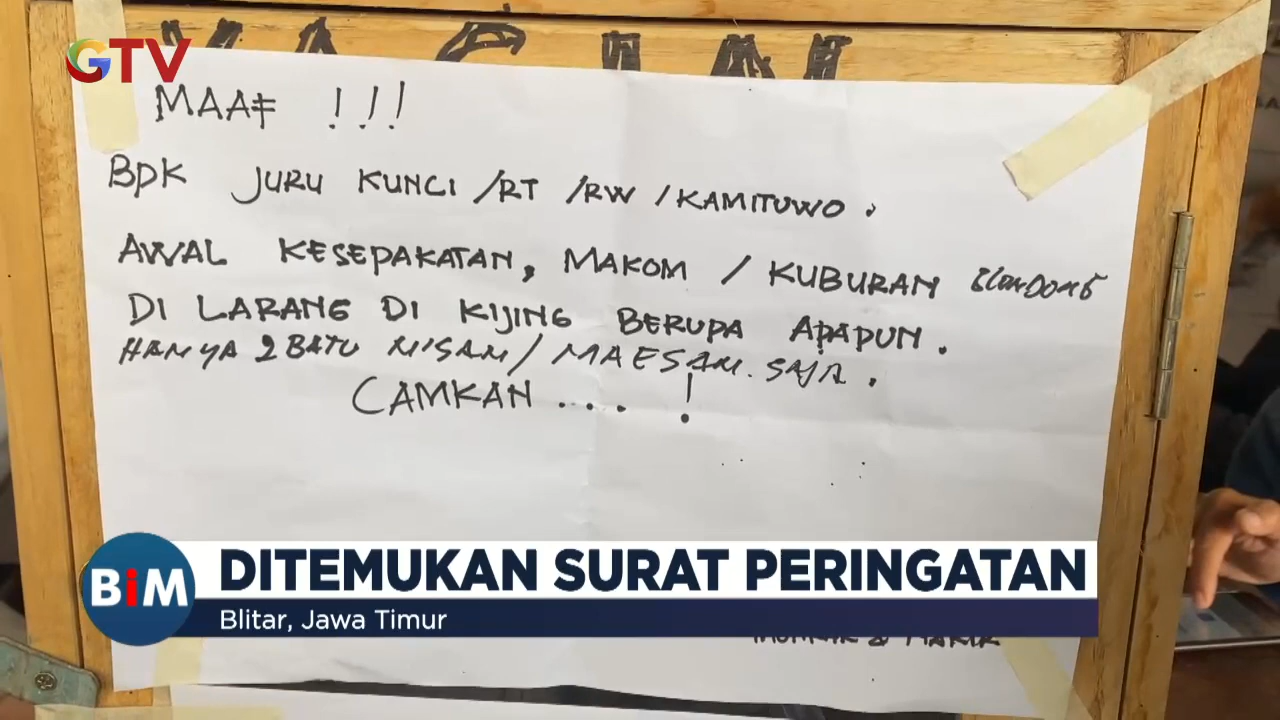 GTV
MAAF !!!
BPK JURU KUNCI /RT /RW / KAMITUWO.
AWAL KESEPAKATAN, MAKOM / KUBURAN
DI LARANG DI KIJING BERUPA APAPUN.
HANYA 2 BATU NISAN / MAESAN. SAJA.
CAMKAN .... !
BiM
DITEMUKAN SURAT PERINGATAN
Blitar, Jawa Timur